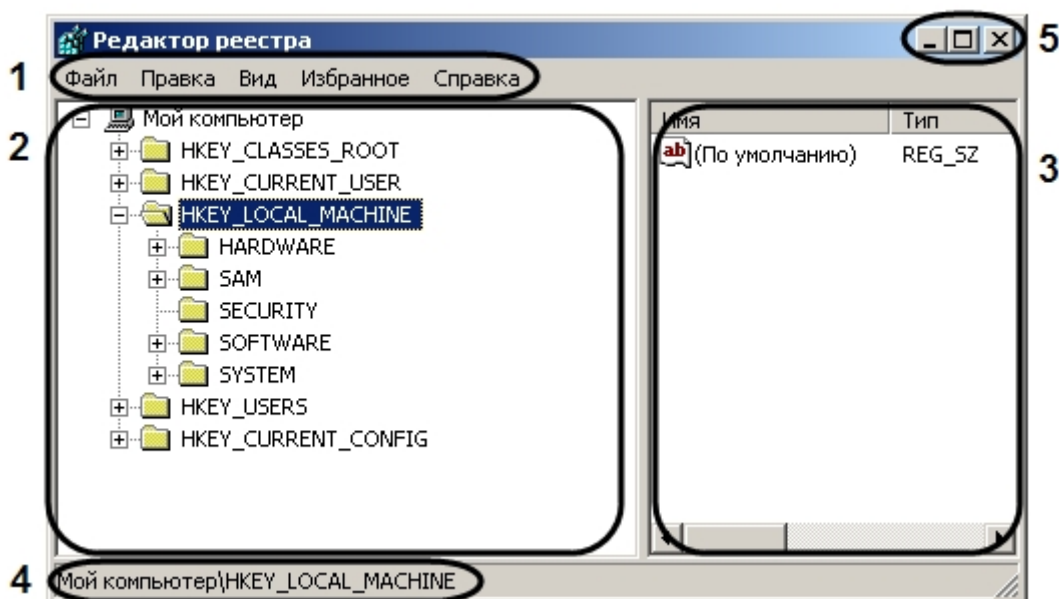 Редактор реестра
5
1
Файл Правка Вид Избранное Справка
2
Мой компьютер
HKEY_CLASSES_ROOT
HKEY_CURRENT_USER
HKEY_LOCAL_MACHINE
HARDWARE
SAM
SECURITY
SOFTWARE
SYSTEM
HKEY_USERS
HKEY_CURRENT_CONFIG
Имя Тип
ab (По умолчанию) REG_SZ
3
4
Мой компьютер\HKEY_LOCAL_MACHINE